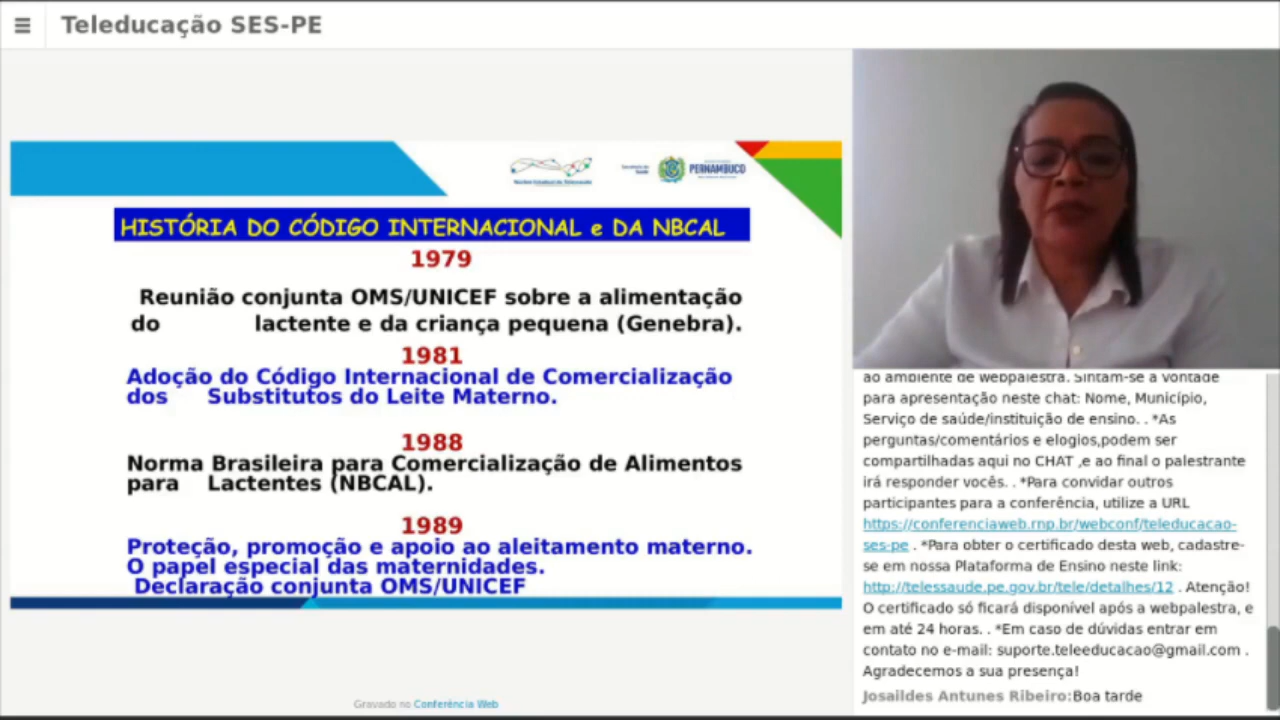 Teleducação SES-PE
PERNAMBUCO
HISTÓRIA DO CÓDIGO INTERNACIONAL e DA NBCAL
1979
Reunião conjunta OMS/UNICEF sobre a alimentação
do lactente e da criança pequena (Genebra).
1981
Adoção do Código Internacional de Comercialização
dos Substitutos do Leite Materno.
1988
Norma Brasileira para Comercialização de Alimentos
para Lactentes (NBCAL).
1989
Proteção, promoção e apoio ao aleitamento materno.
O papel especial das maternidades.
Declaração conjunta OMS/UNICEF
Gravado no Conferência Web
ao ambiente de webpalestra. Sintam-se à vontade
para apresentação neste chat: Nome, Município,
Serviço de saúde/instituição de ensino. . *As
perguntas/comentários e elogios,podem ser
compartilhadas aqui no CHAT ,e ao final o palestrante
irá responder vocês. . *Para convidar outros
participantes para a conferência, utilize a URL
https://conferenciaweb.rnp.br/webconf/teleducacao-
ses-pe . *Para obter o certificado desta web, cadastre-
se em nossa Plataforma de Ensino neste link:
http://telessaude.pe.gov.br/tele/detalhes/12 . Atenção!
O certificado só ficará disponível após a webpalestra, e
em até 24 horas. . *Em caso de dúvidas entrar em
contato no e-mail: suporte.teleeducacao@gmail.com .
Agradecemos a sua presença!
Josaildes Antunes Ribeiro:Boa tarde